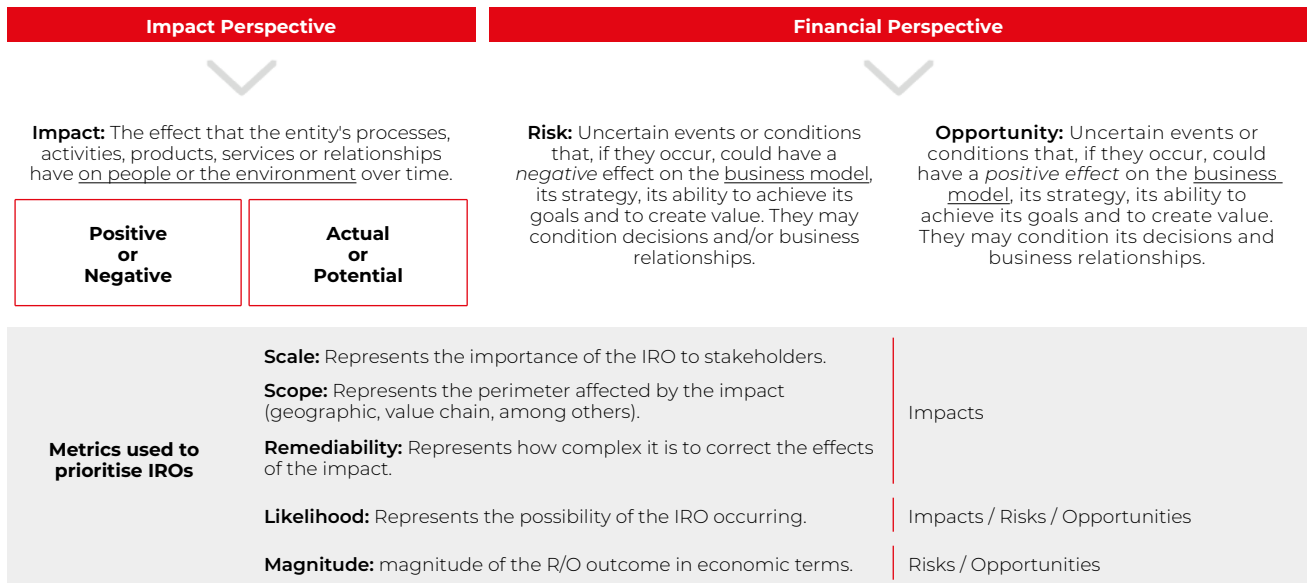 Impact Perspective
Financial Perspective
Impact: The effect that the entity's processes,
activities, products, services or relationships
have on people or the environment over time.
Positive
or
Negative
Actual
or
Potential
Risk: Uncertain events or conditions
that, if they occur, could have a
negative effect on the business model,
its strategy, its ability to achieve its
goals and to create value. They may
condition decisions and/or business
relationships.
Opportunity: Uncertain events or
conditions that, if they occur, could
have a positive effect on the business
model, its strategy, its ability to
achieve its goals and to create value.
They may condition its decisions and
business relationships.
Metrics used to
prioritise IROs
Scale: Represents the importance of the IRO to stakeholders.
Scope: Represents the perimeter affected by the impact
(geographic, value chain, among others).
Remediability: Represents how complex it is to correct the effects
of the impact.
Impacts
Likelihood: Represents the possibility of the IRO occurring.
Impacts / Risks / Opportunities
Magnitude: magnitude of the R/O outcome in economic terms.
Risks / Opportunities